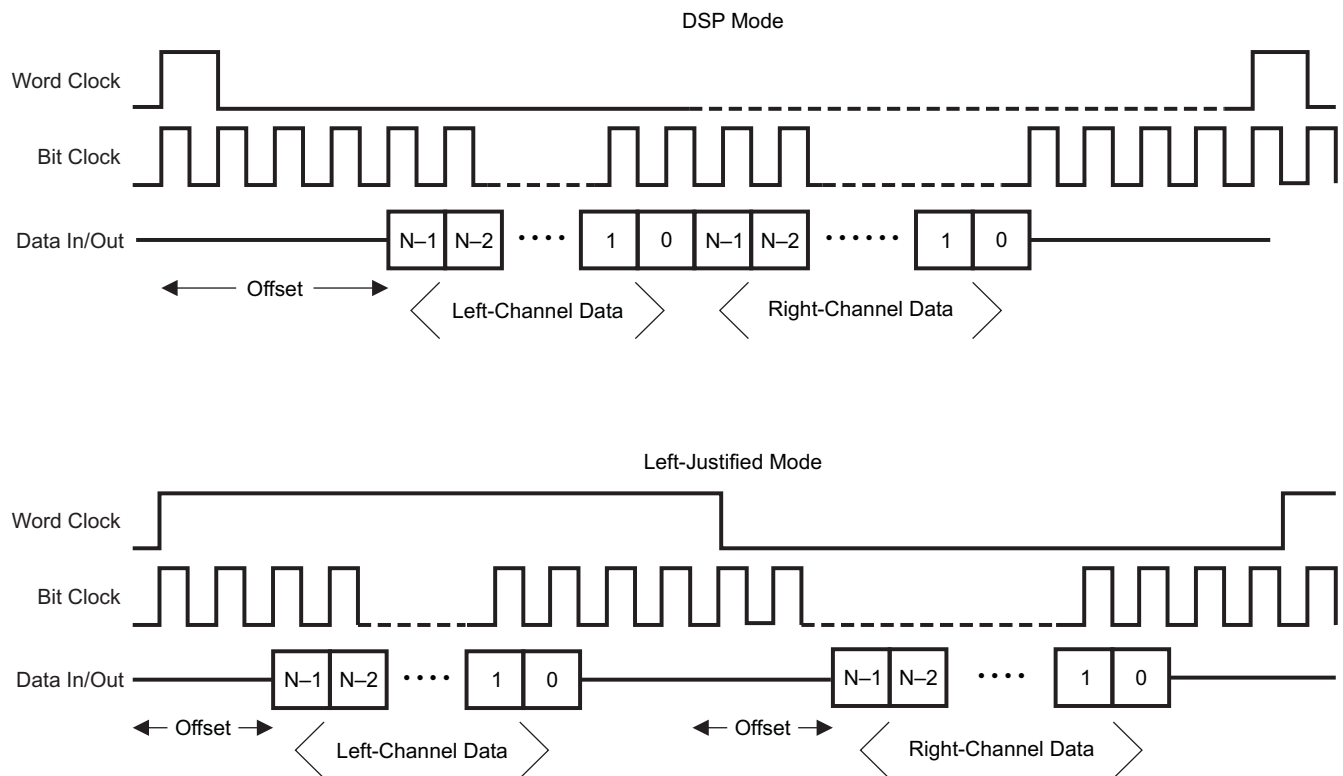 DSP Mode
Word Clock
Bit Clock
Data In/Out N–1 N–2 •••• 1 0 N–1 N–2 •••••• 1 0
Offset
Left-Channel Data Right-Channel Data
Left-Justified Mode
Word Clock
Bit Clock
Data In/Out N–1 N–2 •••• 1 0 N–1 N–2 •••• 1 0
Offset Offset
Left-Channel Data Right-Channel Data